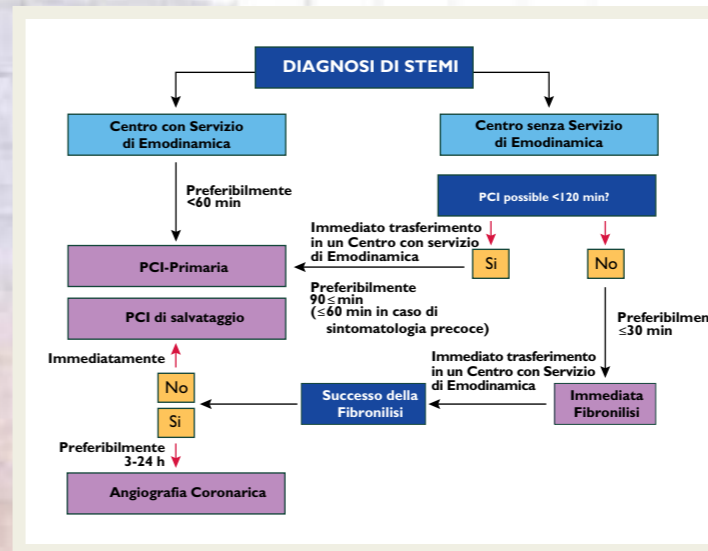 DIAGNOSI DI STEMI
Centro con Servizio
di Emodinamica
Centro senza Servizio
di Emodinamica
Preferibilmente
<60 min
PCI possible <120 min?
Immediato trasferimento
in un Centro con servizio
di Emodinamica
Si
No
PCI-Primaria
Preferibilmente
90≤min
(≤60 min in caso di
sintomatologia precoce)
PCI di salvataggio
Preferibilmen
≤30 min
Immediatamente
Immediato trasferimento
in un Centro con Servizio
di Emodinamica
No
Si
Successo della
Fibronilisi
Immediata
Fibronilisi
Preferibilmente
3-24 h
Angiografia Coronarica